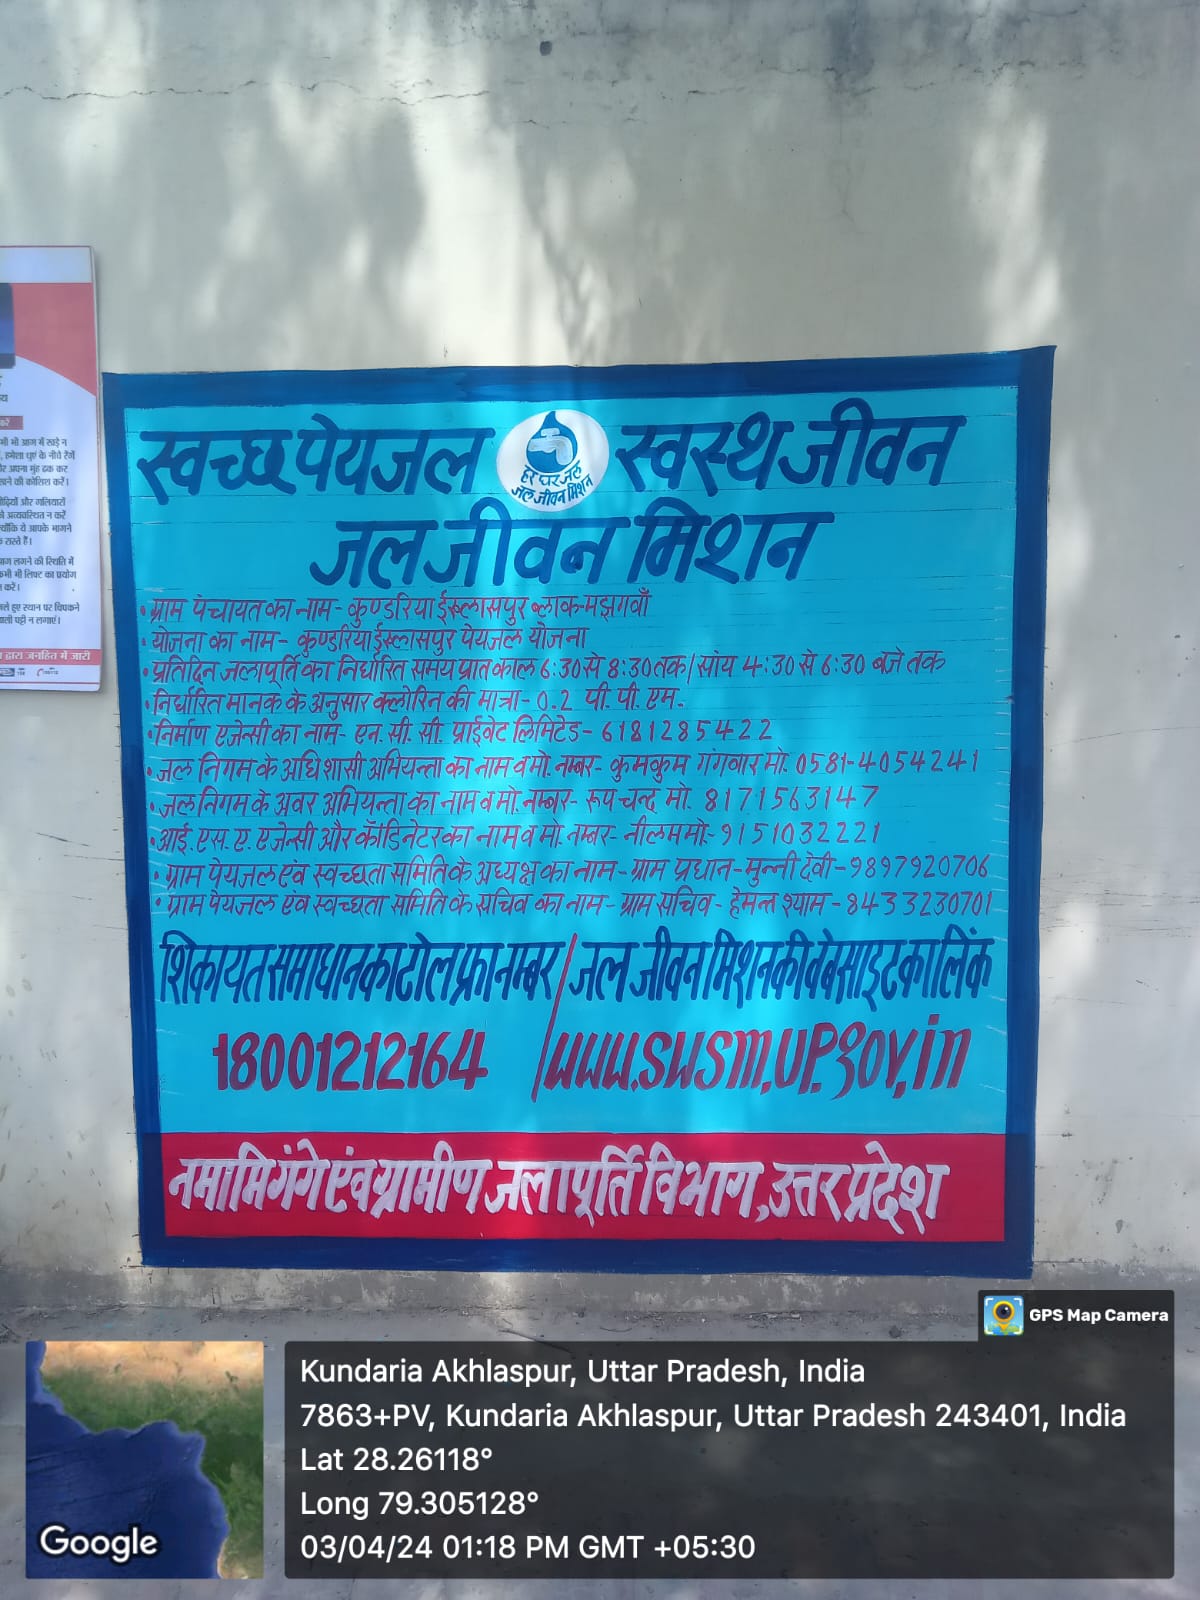 स्वच्छ पेयजल
हर घर जल
जल जीवन मिशन
स्वस्थ जीवन
जल जीवन मिशन
• ग्राम पंचायत का नाम - कुण्डरिया ईख्लासपुर ब्लाक-मझगवाँ
• योजना का नाम - कुण्डरिया ईख्लासपुर पेयजल योजना
• प्रतिदिन जलापूर्ति का निर्धारित समय प्रातकाल 6:30 से 8:30 तक / सांय 4:30 से 6:30 बजे तक
• निर्धारित मानक के अनुसार क्लोरिन की मात्रा - 0.2 पी. पी. एम.
• निर्माण एजेन्सी का नाम - एन. सी. सी. प्राईवेट लिमिटेड - 6181285422
• जल निगम के अधिशासी अभियन्ता का नाम व मो. नम्बर - कुमकुम गंगवार मो. 0581-4054241
• जल निगम के अवर अभियन्ता का नाम व मो. नम्बर - रूप चन्द मो. 8171563147
• आई. एस. ए. एजेन्सी और कॉडिनेटर का नाम व मो. नम्बर - नीलम मो - 9151032221
• ग्राम पेयजल एंव स्वच्छता समिति के अध्यक्ष का नाम - ग्राम प्रधान - मुन्नी देवी - 9897920706
• ग्राम पेयजल एंव स्वच्छता समिति के सचिव का नाम - ग्राम सचिव - हेमन्त श्याम - 8433230701
शिकायत समाधान का टोल फ्री नम्बर / जल जीवन मिशन की वेबसाइट का लिंक
18001212164 / www.swsm.up.gov.in
नमामि गंगे एंव ग्रामीण जलापूर्ति विभाग, उत्तर प्रदेश
भी भी आग में खड़े न
द्वारा जनहित में जारी
GPS Map Camera
Kundaria Akhlaspur, Uttar Pradesh, India
7863+PV, Kundaria Akhlaspur, Uttar Pradesh 243401, India
Lat 28.26118°
Long 79.305128°
03/04/24 01:18 PM GMT +05:30
Google